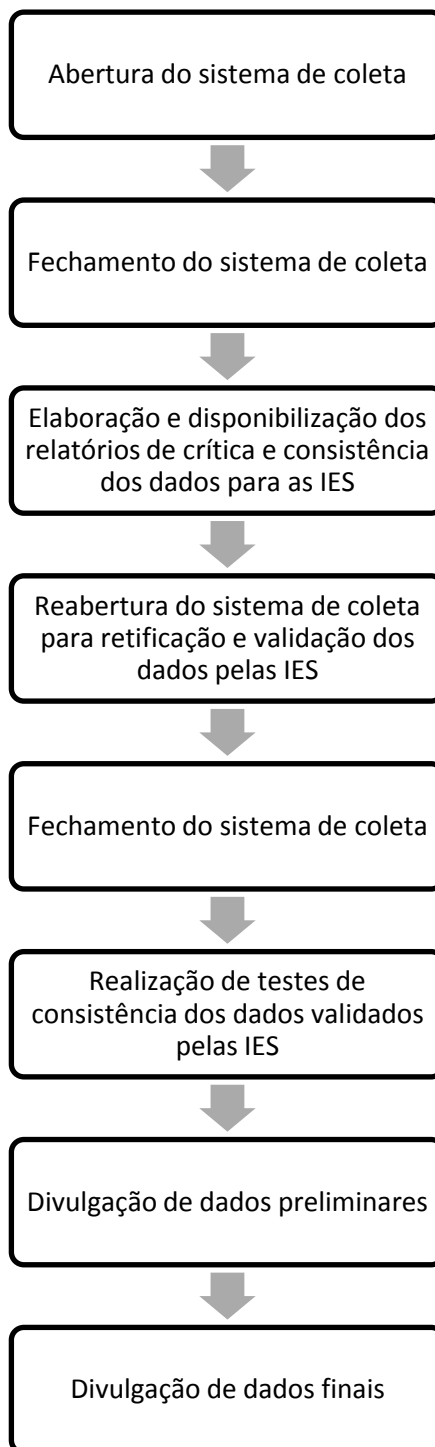 Abertura do sistema de coleta
Fechamento do sistema de coleta
Elaboração e disponibilização dos
relatórios de crítica e consistência
dos dados para as IES
Reabertura do sistema de coleta
para retificação e validação dos
dados pelas IES
Fechamento do sistema de coleta
Realização de testes de
consistência dos dados validados
pelas IES
Divulgação de dados preliminares
Divulgação de dados finais